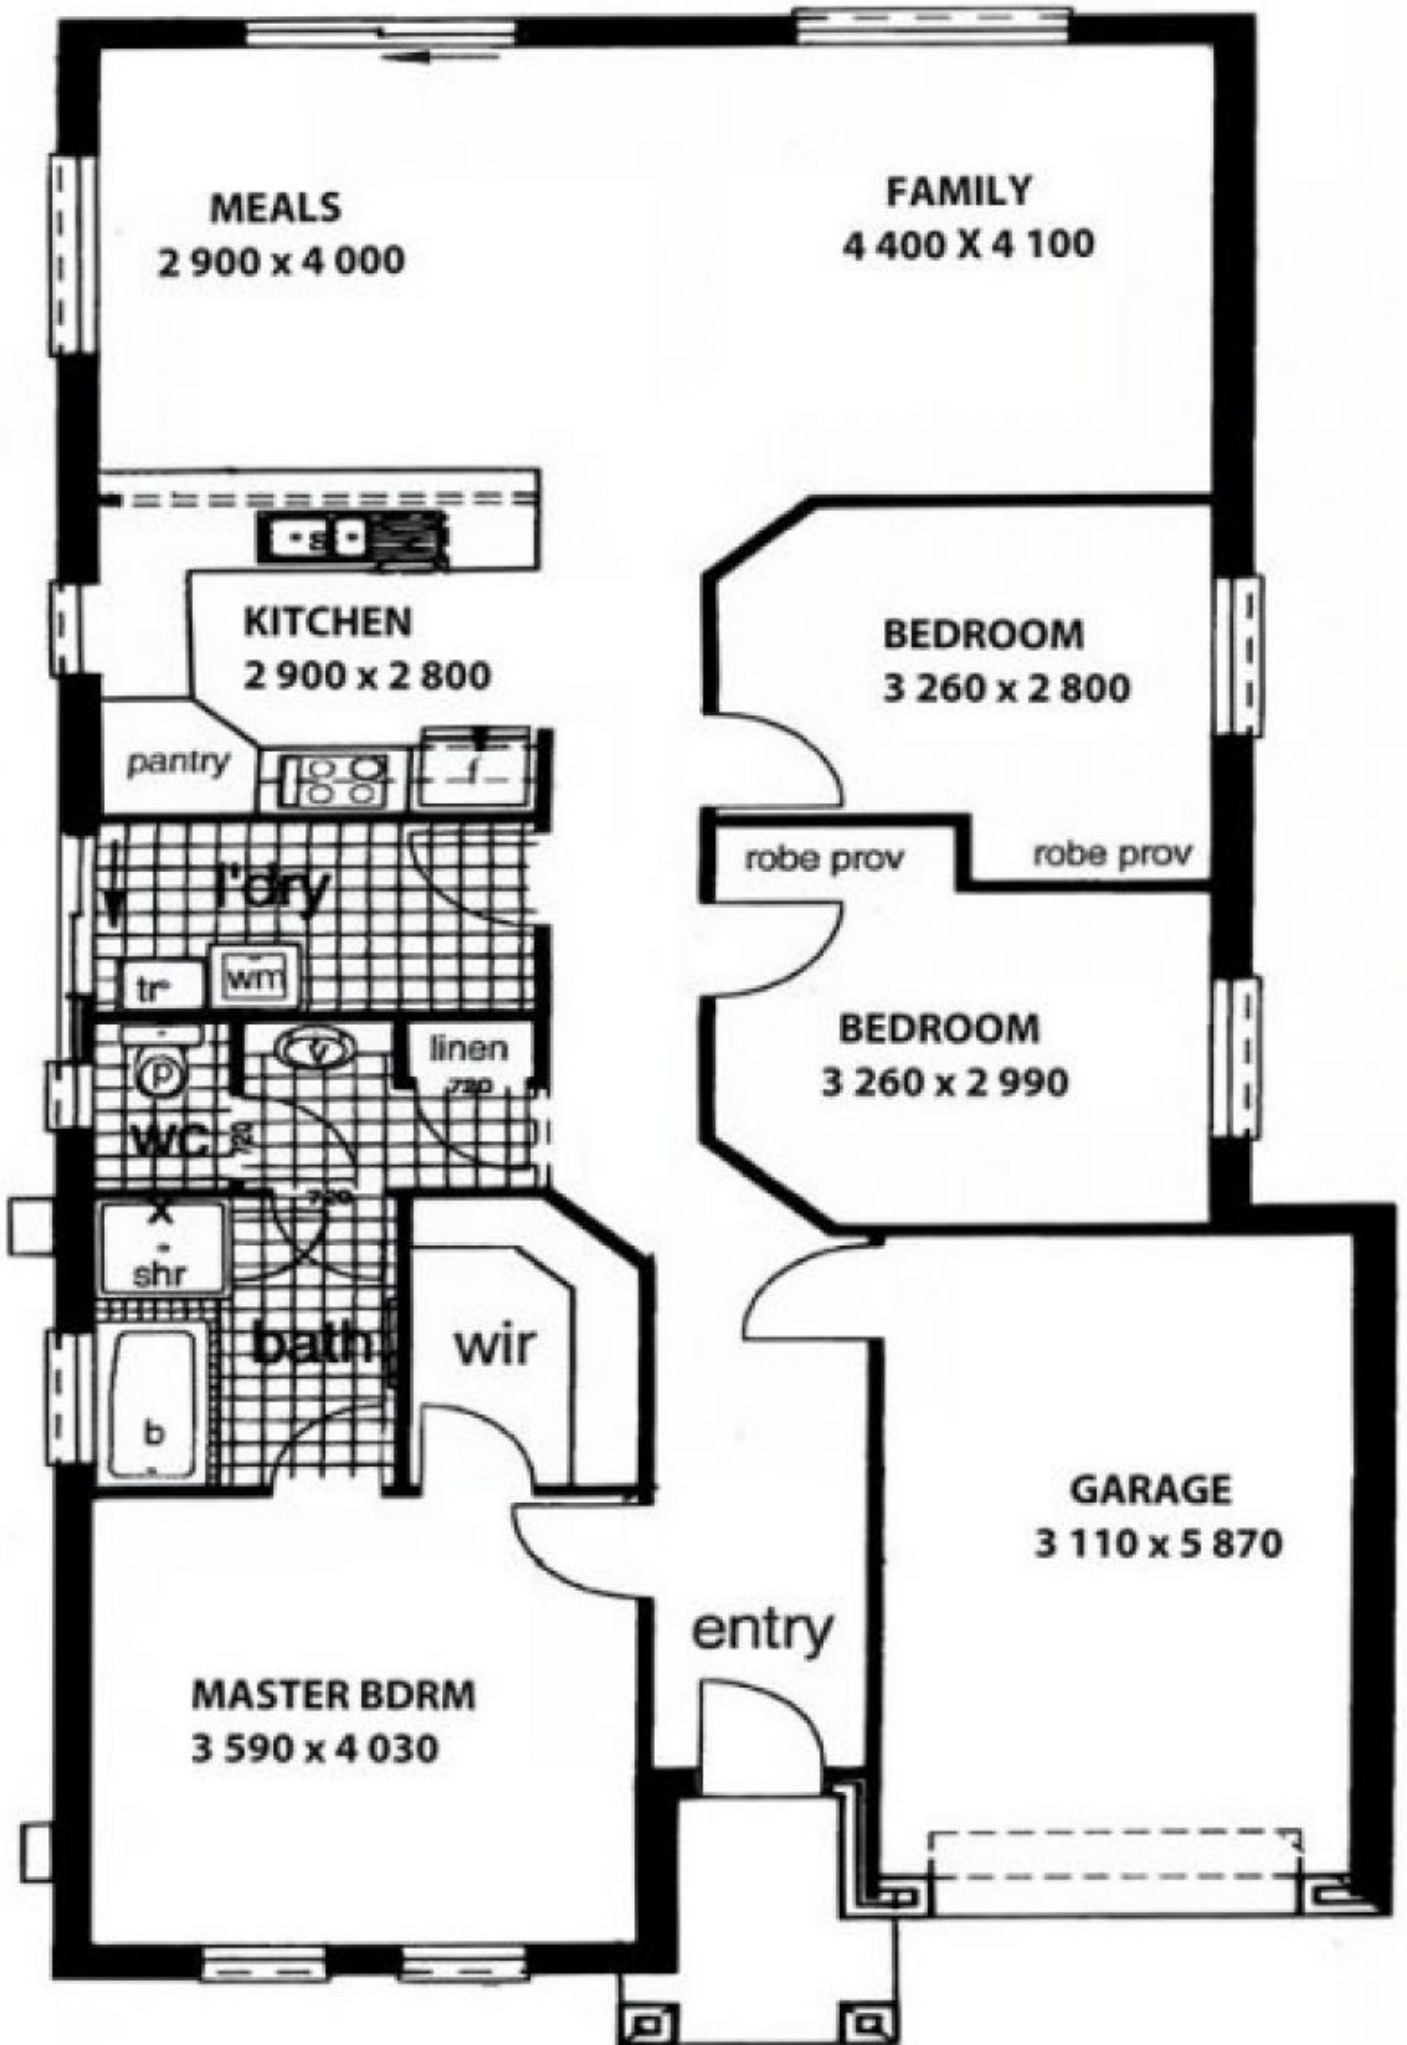 MEALS
2 900 x 4 000
FAMILY
4 400 X 4 100
s
KITCHEN
2 900 x 2 800
BEDROOM
3 260 x 2 800
pantry
f
robe prov
robe prov
l'dry
tr
wm
BEDROOM
3 260 x 2 990
v
linen
720
p
WC
720
720
shr
bath
wir
b
GARAGE
3 110 x 5 870
entry
MASTER BDRM
3 590 x 4 030